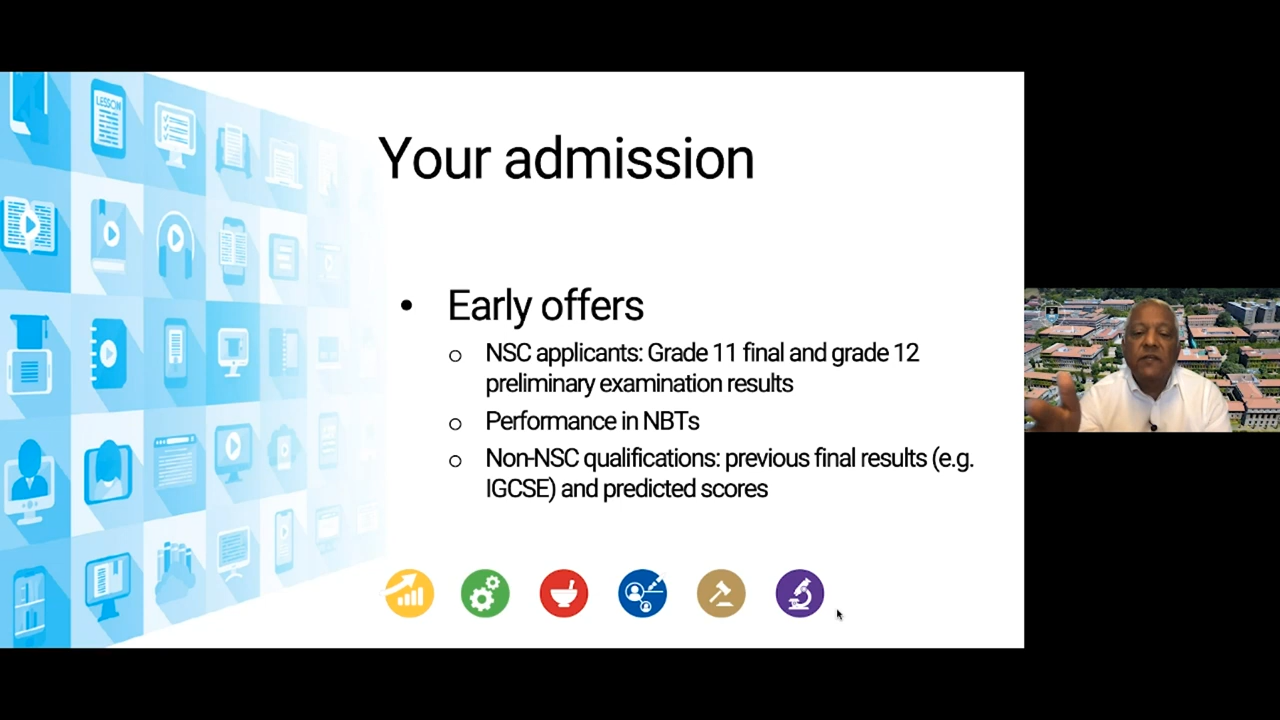 LESSON
Your admission
• Early offers
o NSC applicants: Grade 11 final and grade 12
preliminary examination results
o Performance in NBTs
o Non-NSC qualifications: previous final results (e.g.
IGCSE) and predicted scores